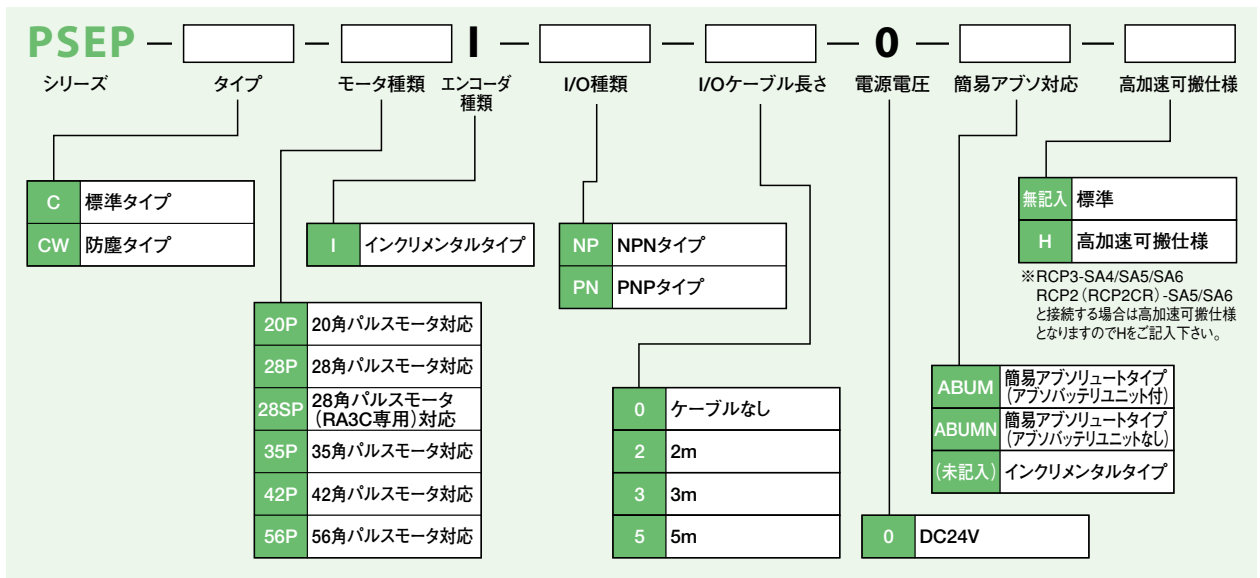 PSEP — — I — — — 0 — —
シリーズ
タイプ
モータ種類
エンコーダ
種類
I/O種類
I/Oケーブル長さ
電源電圧
簡易アブソ対応
高加速可搬仕様
C 標準タイプ
CW 防塵タイプ
20P 20角パルスモータ対応
28P 28角パルスモータ対応
28SP 28角パルスモータ
(RA3C専用)対応
35P 35角パルスモータ対応
42P 42角パルスモータ対応
56P 56角パルスモータ対応
I インクリメンタルタイプ
NP NPNタイプ
PN PNPタイプ
0 ケーブルなし
2 2m
3 3m
5 5m
0 DC24V
ABUM 簡易アブソリュートタイプ
(アブソバッテリユニット付)
ABUMN 簡易アブソリュートタイプ
(アブソバッテリユニットなし)
(未記入) インクリメンタルタイプ
無記入 標準
H 高加速可搬仕様
※RCP3-SA4/SA5/SA6
RCP2(RCP2CR)-SA5/SA6
と接続する場合は高加速可搬仕様
となりますのでHをご記入下さい。